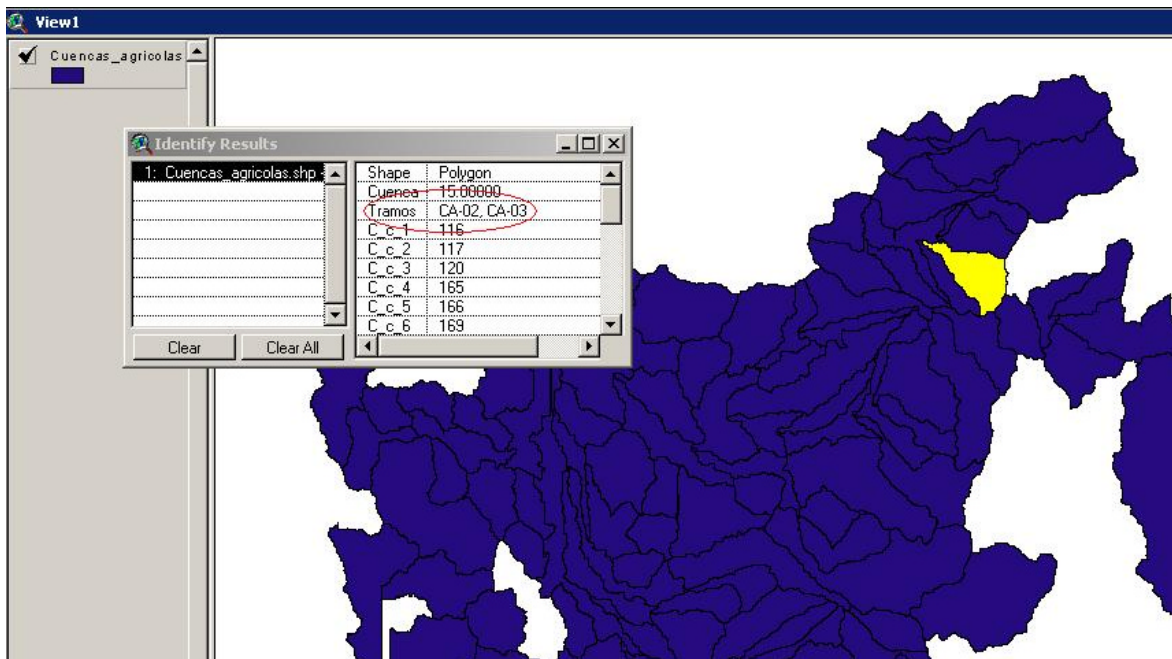 View1
Cuencas_agricolas
Identify Results
1: Cuencas_agricolas.shp -
Shape Polygon
Cuenca 15.00000
Tramos CA-02, CA-03
C_c_1 116
C_c_2 117
C_c_3 120
C_c_4 165
C_c_5 166
C_c_6 169
Clear Clear All